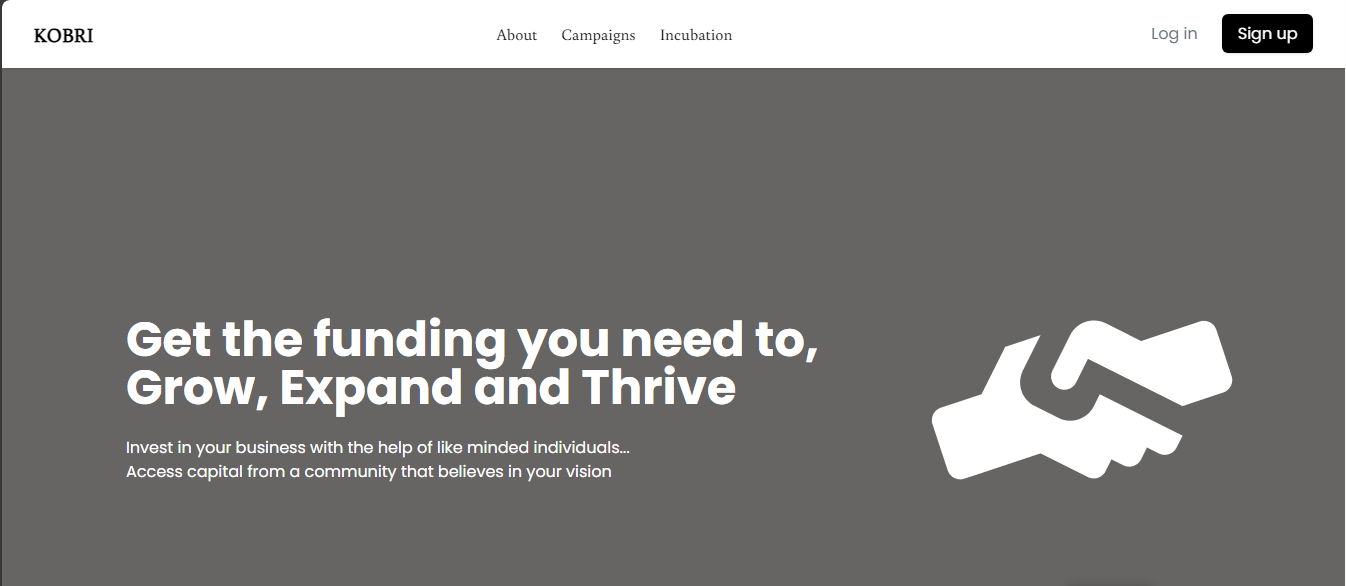 KOBRI
About Campaigns Incubation
Log in Sign up
Get the funding you need to,
Grow, Expand and Thrive
Invest in your business with the help of like minded individuals...
Access capital from a community that believes in your vision